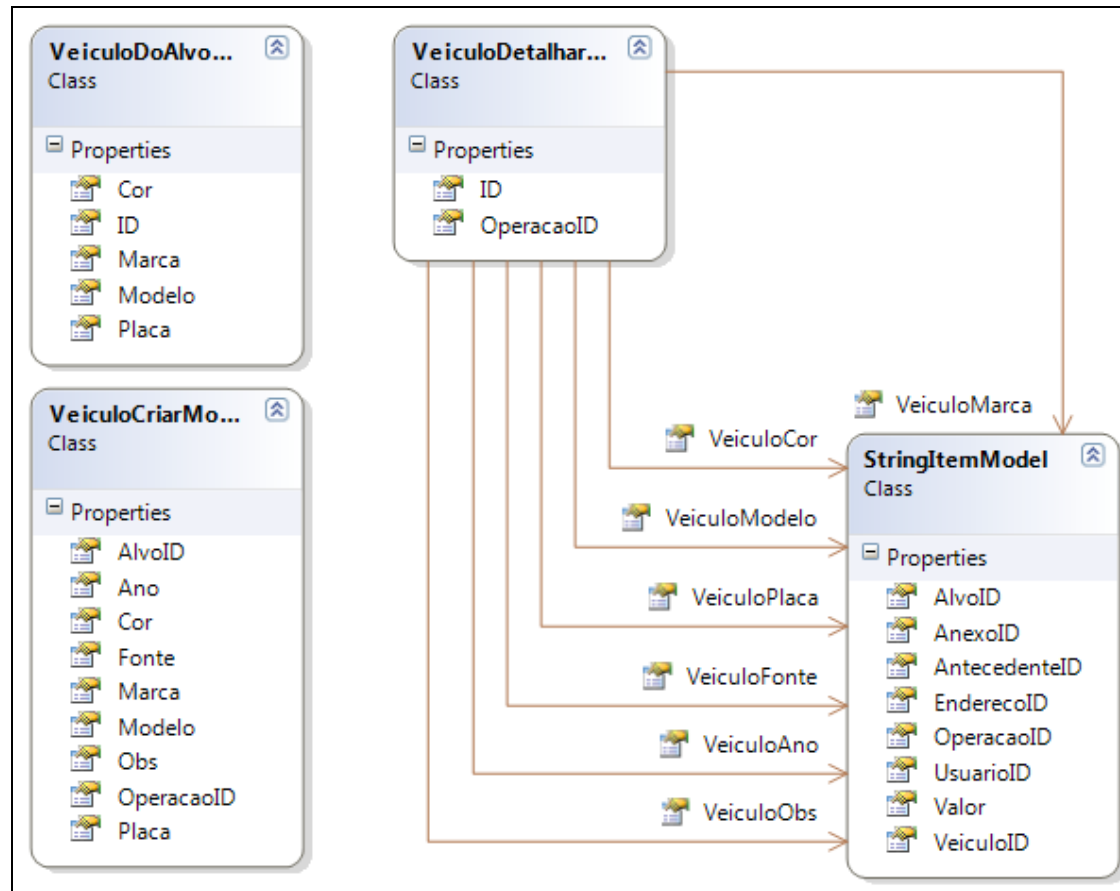 VeiculoDoAlvo...
Class
Properties
Cor
ID
Marca
Modelo
Placa
VeiculoCriarMo...
Class
Properties
AlvoID
Ano
Cor
Fonte
Marca
Modelo
Obs
OperacaoID
Placa
VeiculoDetalhar...
Class
Properties
ID
OperacaoID
VeiculoMarca
VeiculoCor
VeiculoModelo
VeiculoPlaca
VeiculoFonte
VeiculoAno
VeiculoObs
StringItemModel
Class
Properties
AlvoID
AnexoID
AntecedenteID
EnderecoID
OperacaoID
UsuarioID
Valor
VeiculoID